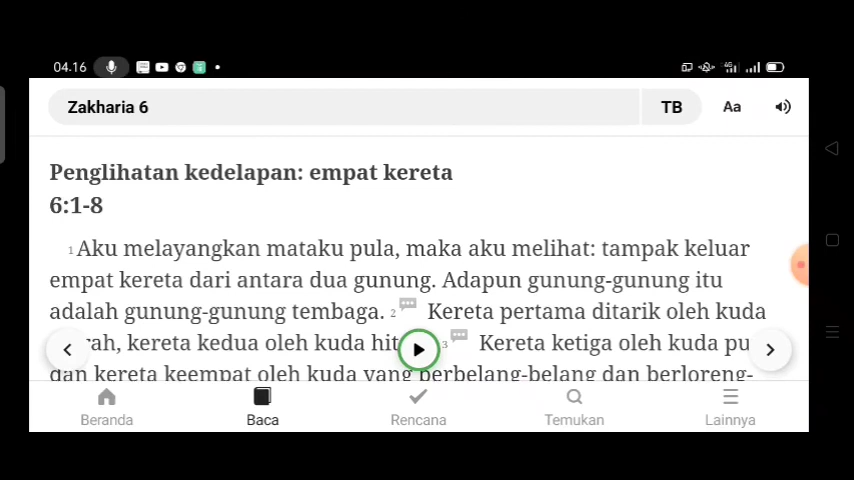 04.16
4G
Zakharia 6 TB Aa
Penglihatan kedelapan: empat kereta
6:1-8
1 Aku melayangkan mataku pula, maka aku melihat: tampak keluar
empat kereta dari antara dua gunung. Adapun gunung-gunung itu
adalah gunung-gunung tembaga. 2 Kereta pertama ditarik oleh kuda
rah, kereta kedua oleh kuda hit 3 Kereta ketiga oleh kuda pu
dan kereta keempat oleh kuda yang berbelang-belang dan berloreng-
Beranda Baca Rencana Temukan Lainnya